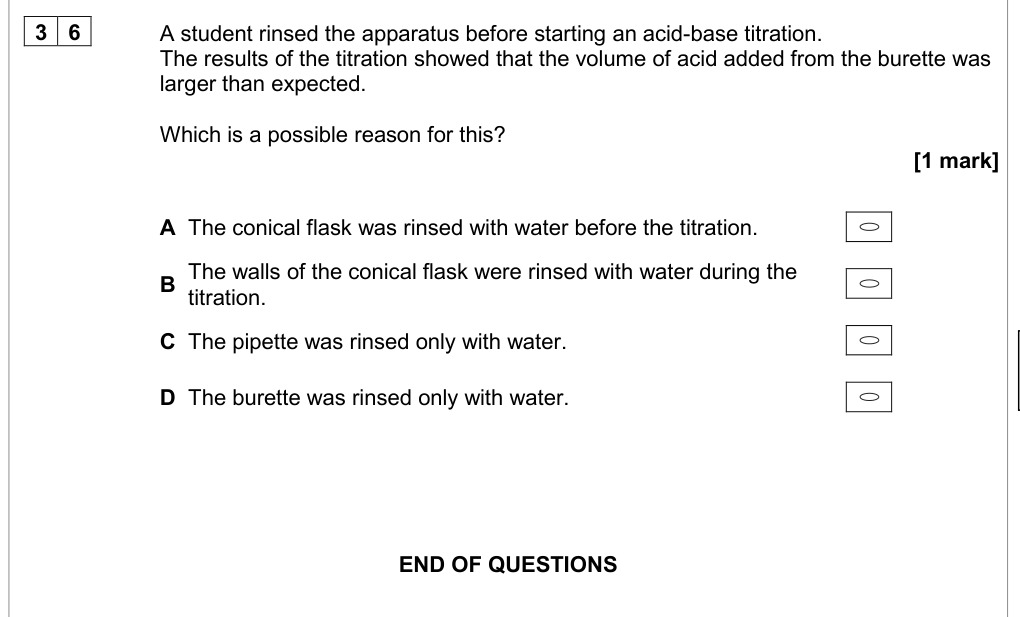 3 6 A student rinsed the apparatus before starting an acid-base titration.
The results of the titration showed that the volume of acid added from the burette was
larger than expected.
Which is a possible reason for this?
[1 mark]
A The conical flask was rinsed with water before the titration.
B The walls of the conical flask were rinsed with water during the
titration.
C The pipette was rinsed only with water.
D The burette was rinsed only with water.
END OF QUESTIONS